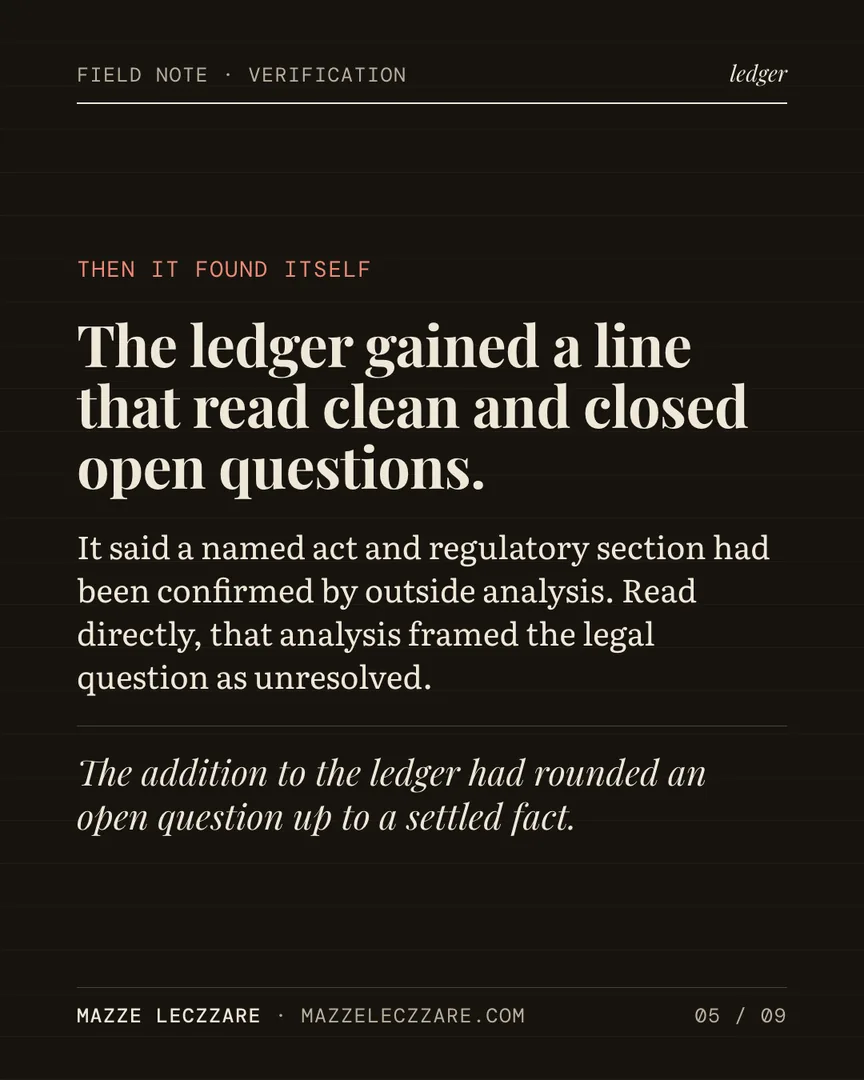 FIELD NOTE · VERIFICATION
ledger
THEN IT FOUND ITSELF
The ledger gained a line
that read clean and closed
open questions.
It said a named act and regulatory section had
been confirmed by outside analysis. Read
directly, that analysis framed the legal
question as unresolved.
The addition to the ledger had rounded an
open question up to a settled fact.
MAZZE LECZZARE · MAZZELECZZARE.COM
05 / 09